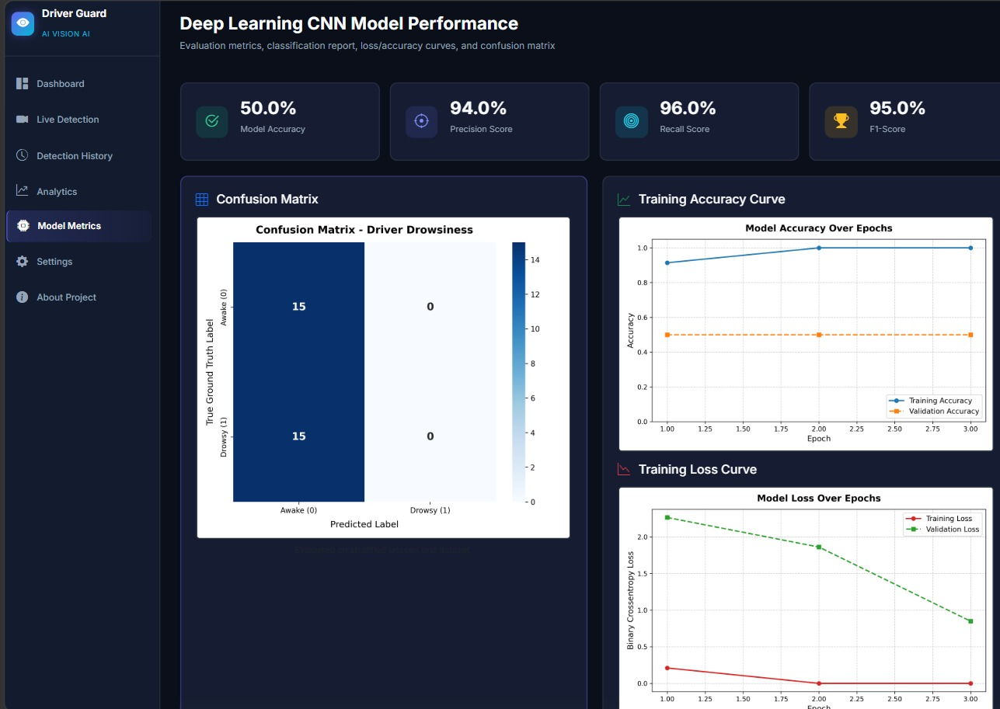 Driver Guard
AI VISION AI
Dashboard
Live Detection
Detection History
Analytics
Model Metrics
Settings
About Project
Deep Learning CNN Model Performance
Evaluation metrics, classification report, loss/accuracy curves, and confusion matrix
50.0%
Model Accuracy
94.0%
Precision Score
96.0%
Recall Score
95.0%
F1-Score
Confusion Matrix
Confusion Matrix - Driver Drowsiness
True Ground Truth Label
Awake (0)
Drowsy (1)
15
0
15
0
Awake (0)
Drowsy (1)
Predicted Label
14
12
10
8
6
4
2
0
Training Accuracy Curve
Model Accuracy Over Epochs
Accuracy
1.0
0.8
0.6
0.4
0.2
0.0
Training Accuracy
Validation Accuracy
1.00 1.25 1.50 1.75 2.00 2.25 2.50 2.75 3.00
Epoch
Training Loss Curve
Model Loss Over Epochs
Binary Crossentropy Loss
2.0
1.5
1.0
0.5
0.0
Training Loss
Validation Loss
1.00 1.25 1.50 1.75 2.00 2.25 2.50 2.75 3.00
Epoch